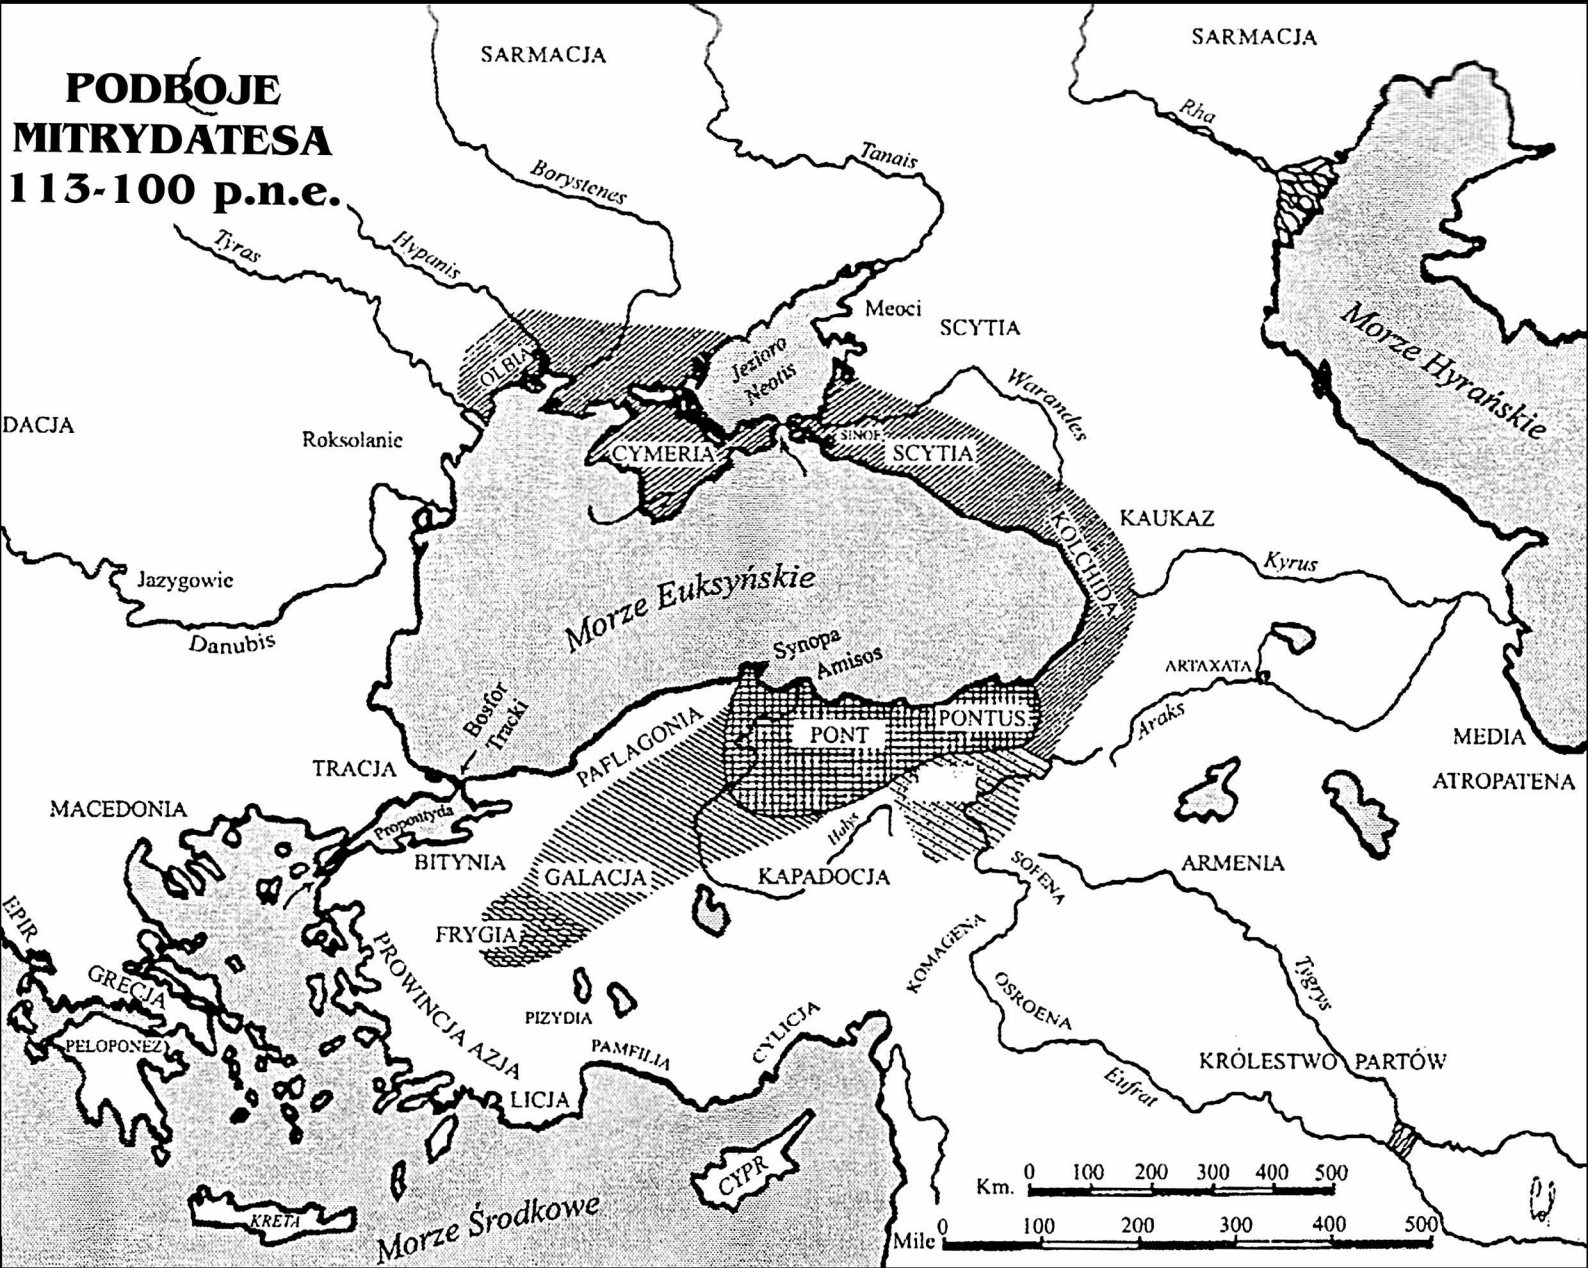 PODBOJE
MITRYDATESA
113-100 p.n.e.
SARMACJA
SARMACJA
Rha
Tanais
Borystenes
Hypanis
Tyras
Meoci
SCYTIA
Morze Hyrańskie
OLBIA
Jezioro
Neotis
Warandes
DACJA
Roksolanie
CYMERIA
SINOE
SCYTIA
KOLCHIDA
KAUKAZ
Kyrus
Jazygowie
Danubis
Morze Euksyńskie
Synopa
Amisos
ARTAXATA
Araks
Bosfor
Tracki
PAFLAGONIA
PONT
PONTUS
MEDIA
ATROPATENA
TRACJA
MACEDONIA
Propontyda
BITYNIA
Halys
GALACJA
KAPADOCJA
SOFENA
ARMENIA
EPIR
FRYGIA
KOMAGENA
GRECJA
PROWINCJA AZJA
OSROENA
Tygrys
PIZYDIA
PELOPONEZ
PAMFILIA
CYLICJA
KRÓLESTWO PARTÓW
Eufrat
LICJA
CYPR
KRETA
Morze Środkowe
Km. 0 100 200 300 400 500
Mile 0 100 200 300 400 500